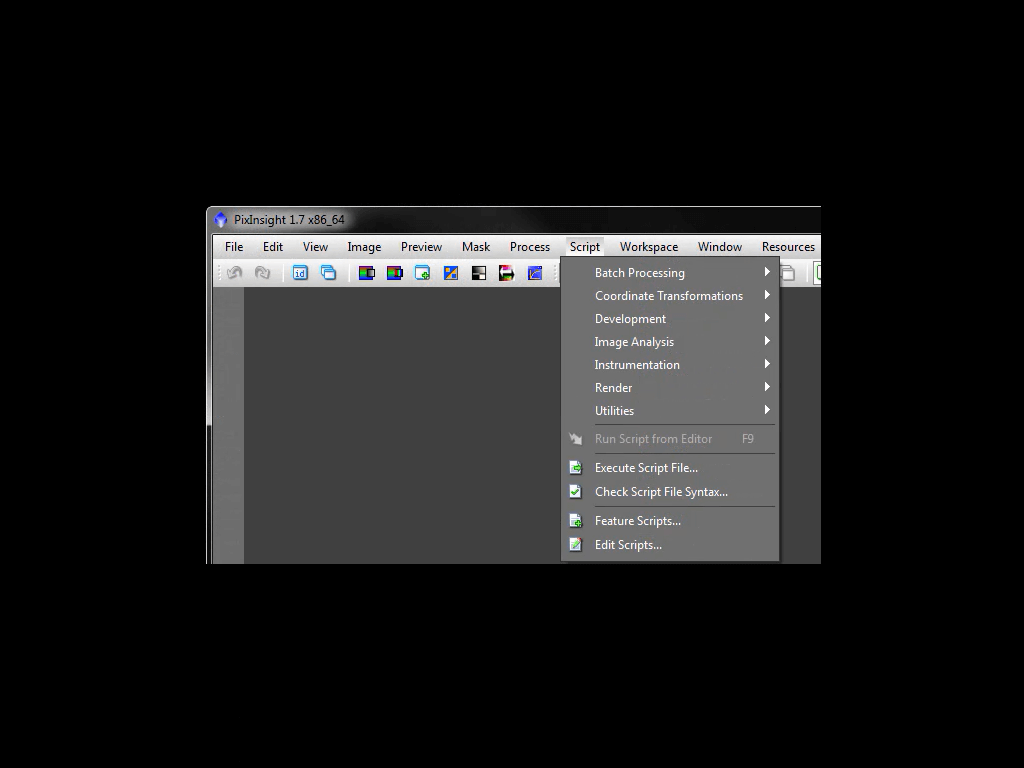 PixInsight 1.7 x86_64
File Edit View Image Preview Mask Process Script Workspace Window Resources
id
Batch Processing
Coordinate Transformations
Development
Image Analysis
Instrumentation
Render
Utilities
Run Script from Editor F9
Execute Script File...
Check Script File Syntax...
Feature Scripts...
Edit Scripts...